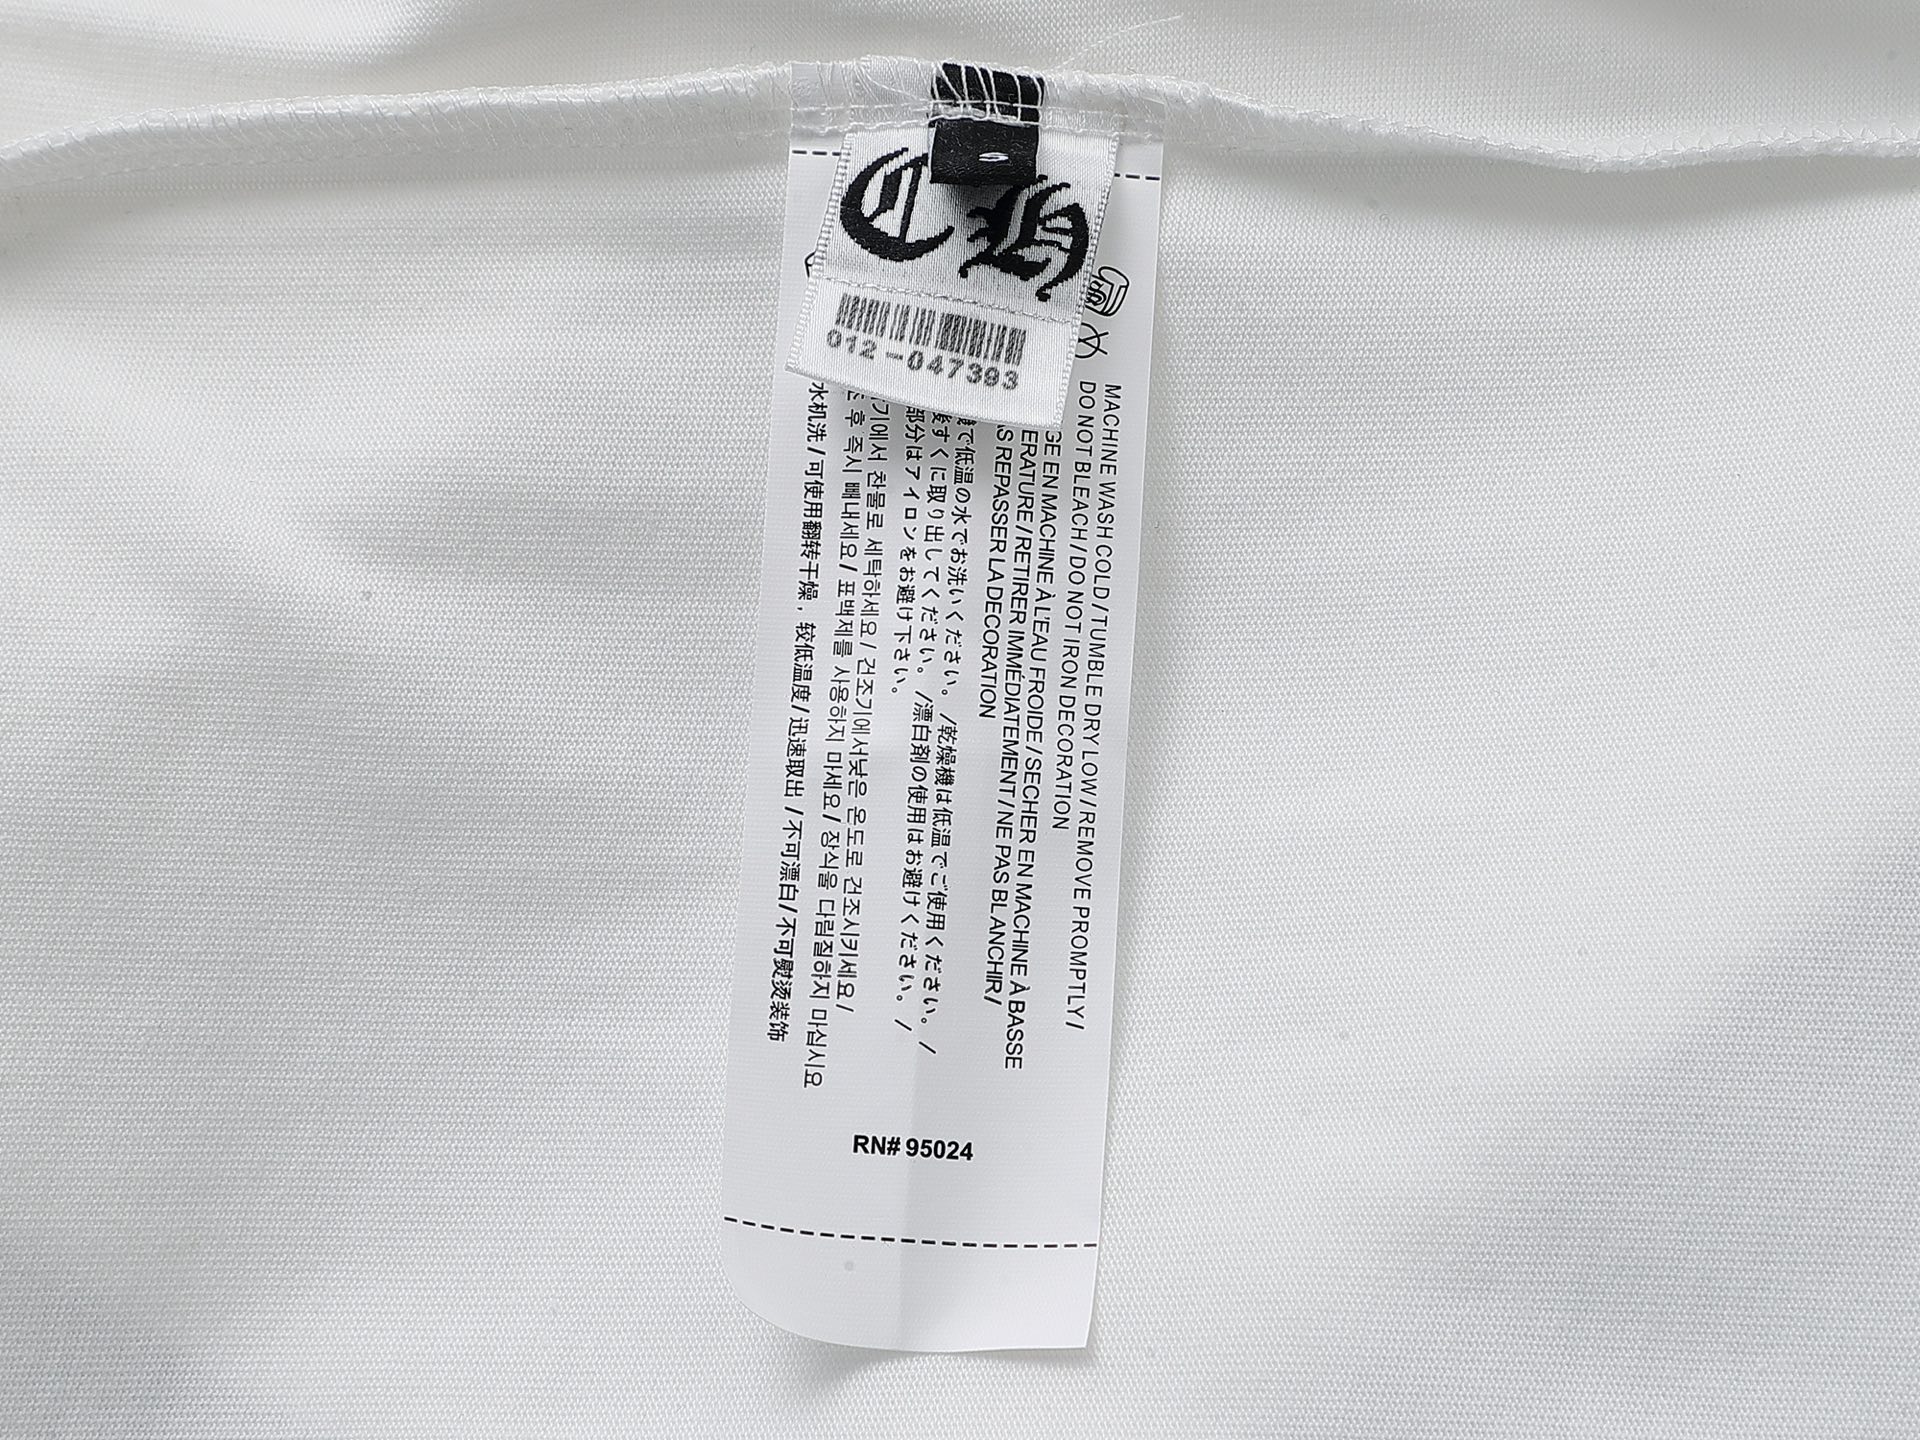 CH
012-047393
MACHINE WASH COLD/TUMBLE DRY LOW/REMOVE PROMPTLY/
DO NOT BLEACH/DO NOT IRON DECORATION
EN MACHINE À L'EAU FROIDE/SECHER EN MACHINE À BASSE
/RETIRER IMMÉDIATEMENT/NE PAS BLANCHIR/
REPASSER LA DECORATION
で低温の水でお洗いください。/乾燥機は低温でご使用ください。/
後すぐに取り出してください。/漂白剤の使用はお避けください。/
部分はアイロンをお避け下さい。
찬물로 세탁하세요/건조기에서낮은 온도로 건조시키세요/
후 즉시 빼내세요/표백제를 사용하지 마세요/장식을 다림질하지 마십시요
水机洗/可使用翻转干燥，较低温度/迅速取出/不可漂白/不可熨烫装饰
RN# 95024